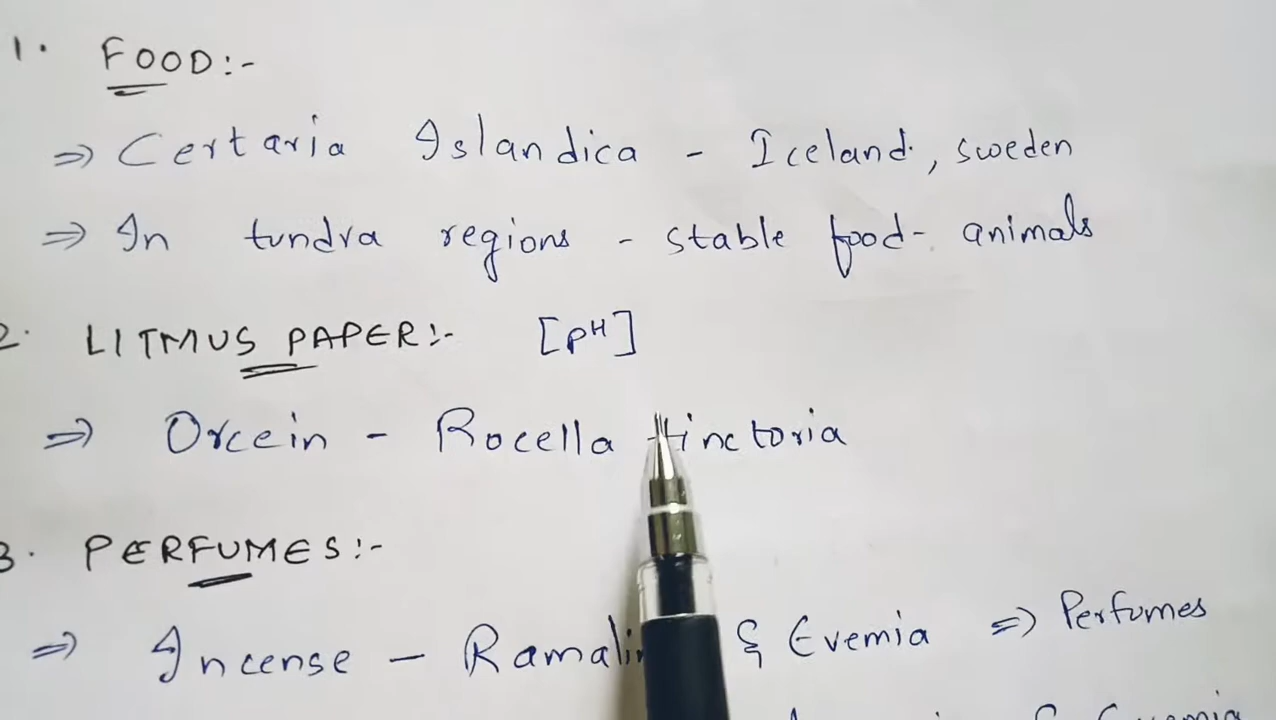 1. FOOD:-
⇒ Certaria Islandica - Iceland, sweden
⇒ In tundra regions - stable food- animals
2. LITMUS PAPER:- [pH]
⇒ Orcein - Rocella tinctoria
3. PERFUMES:-
⇒ Incense - & Evernia ⇒ Perfumes